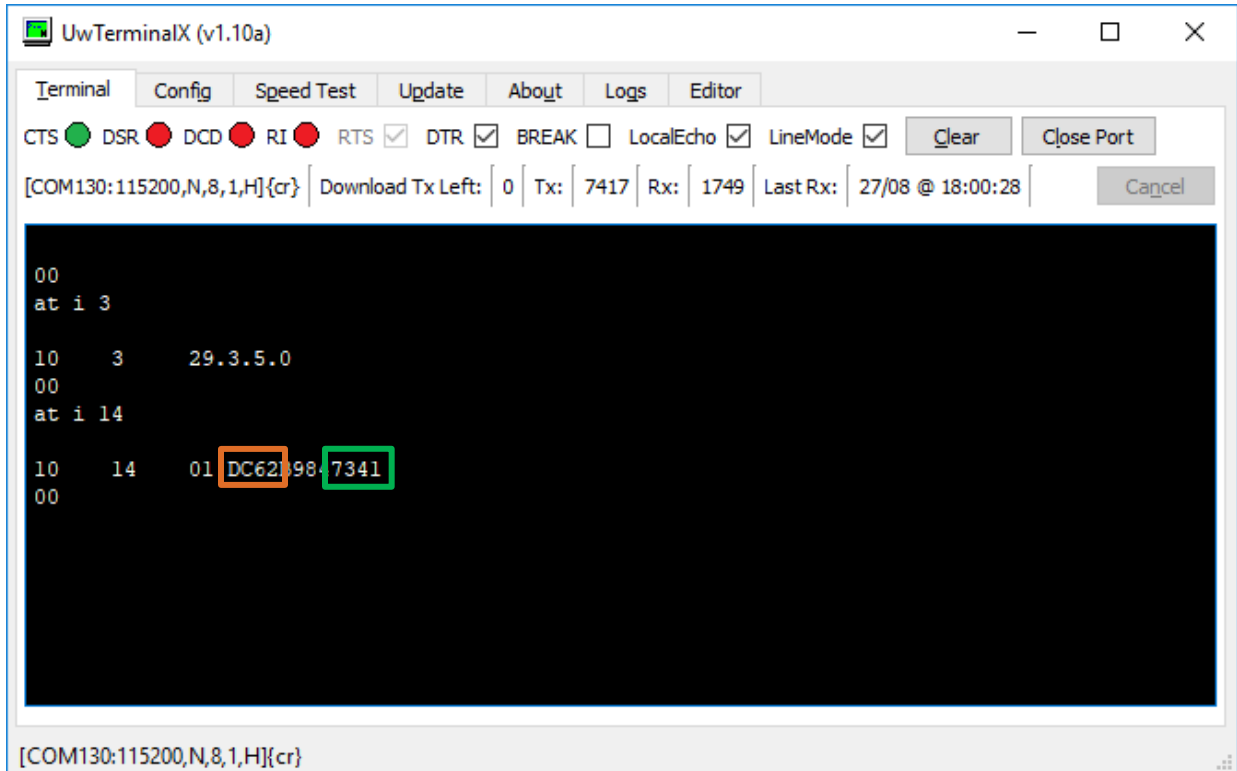 UwTerminalX (v1.10a)
Terminal Config Speed Test Update About Logs Editor
CTS DSR DCD RI RTS DTR BREAK LocalEcho LineMode Clear Close Port
[COM130:115200,N,8,1,H]{cr} Download Tx Left: 0 Tx: 7417 Rx: 1749 Last Rx: 27/08 @ 18:00:28 Cancel
00
at i 3
10 3 29.3.5.0
00
at i 14
10 14 01 DC62B9847341
00
[COM130:115200,N,8,1,H]{cr}